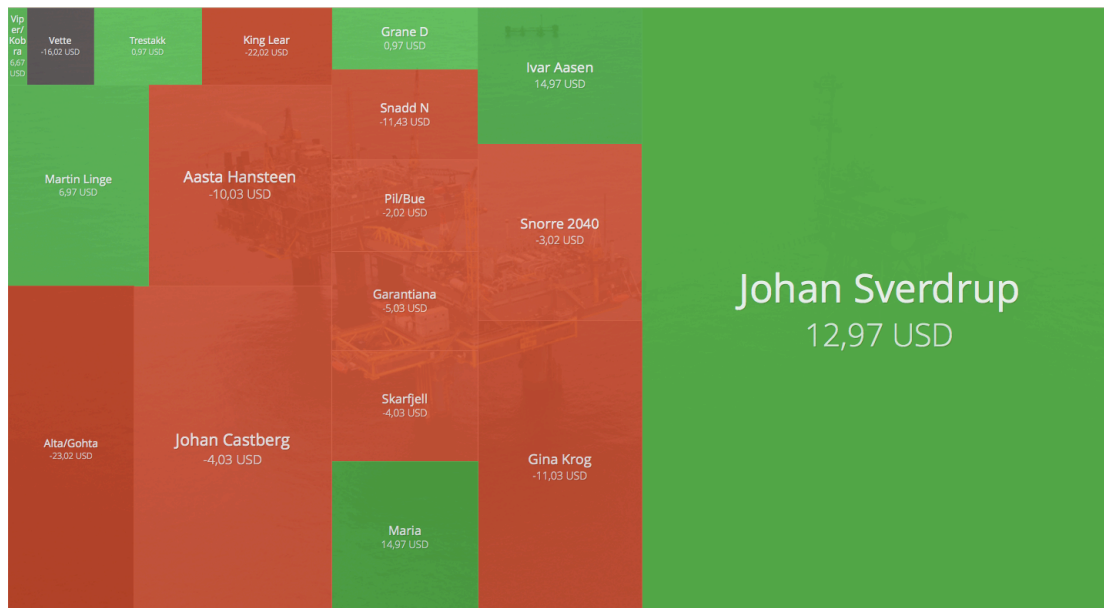 Vip
er/
Kob
ra
6,67
USD
Vette
-16,02 USD
Trestakk
0,97 USD
King Lear
-22,02 USD
Grane D
0,97 USD
Ivar Aasen
14,97 USD
Snadd N
-11,43 USD
Martin Linge
6,97 USD
Aasta Hansteen
-10,03 USD
Pil/Bue
-2,02 USD
Snorre 2040
-3,02 USD
Johan Sverdrup
12,97 USD
Garantiana
-5,03 USD
Skarfjell
-4,03 USD
Alta/Gohta
-23,02 USD
Johan Castberg
-4,03 USD
Gina Krog
-11,03 USD
Maria
14,97 USD